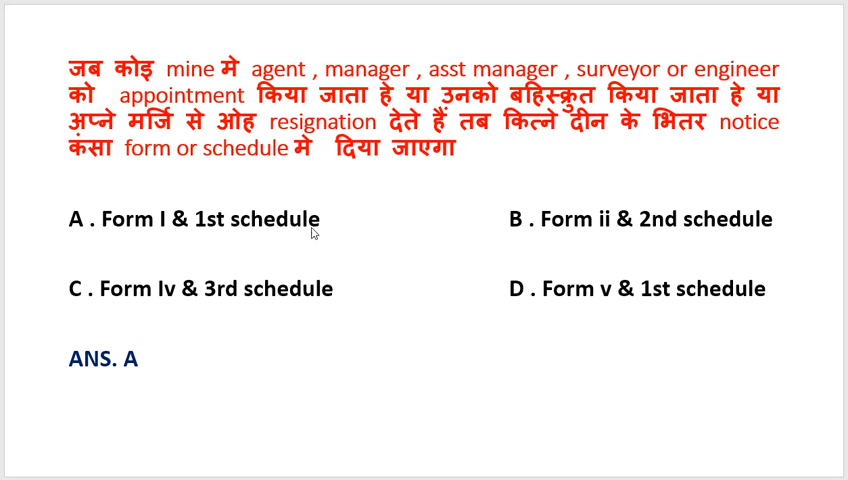 जब कोइ mine मे agent , manager , asst manager , surveyor or engineer
को appointment किया जाता हे या उनको बहिस्क्रुत किया जाता हे या
अप्ने मर्जि से ओह resignation देते हैं तब कित्ने दीन के भितर notice
कंसा form or schedule मे दिया जाएगा
A . Form I & 1st schedule
B . Form ii & 2nd schedule
C . Form Iv & 3rd schedule
D . Form v & 1st schedule
ANS. A